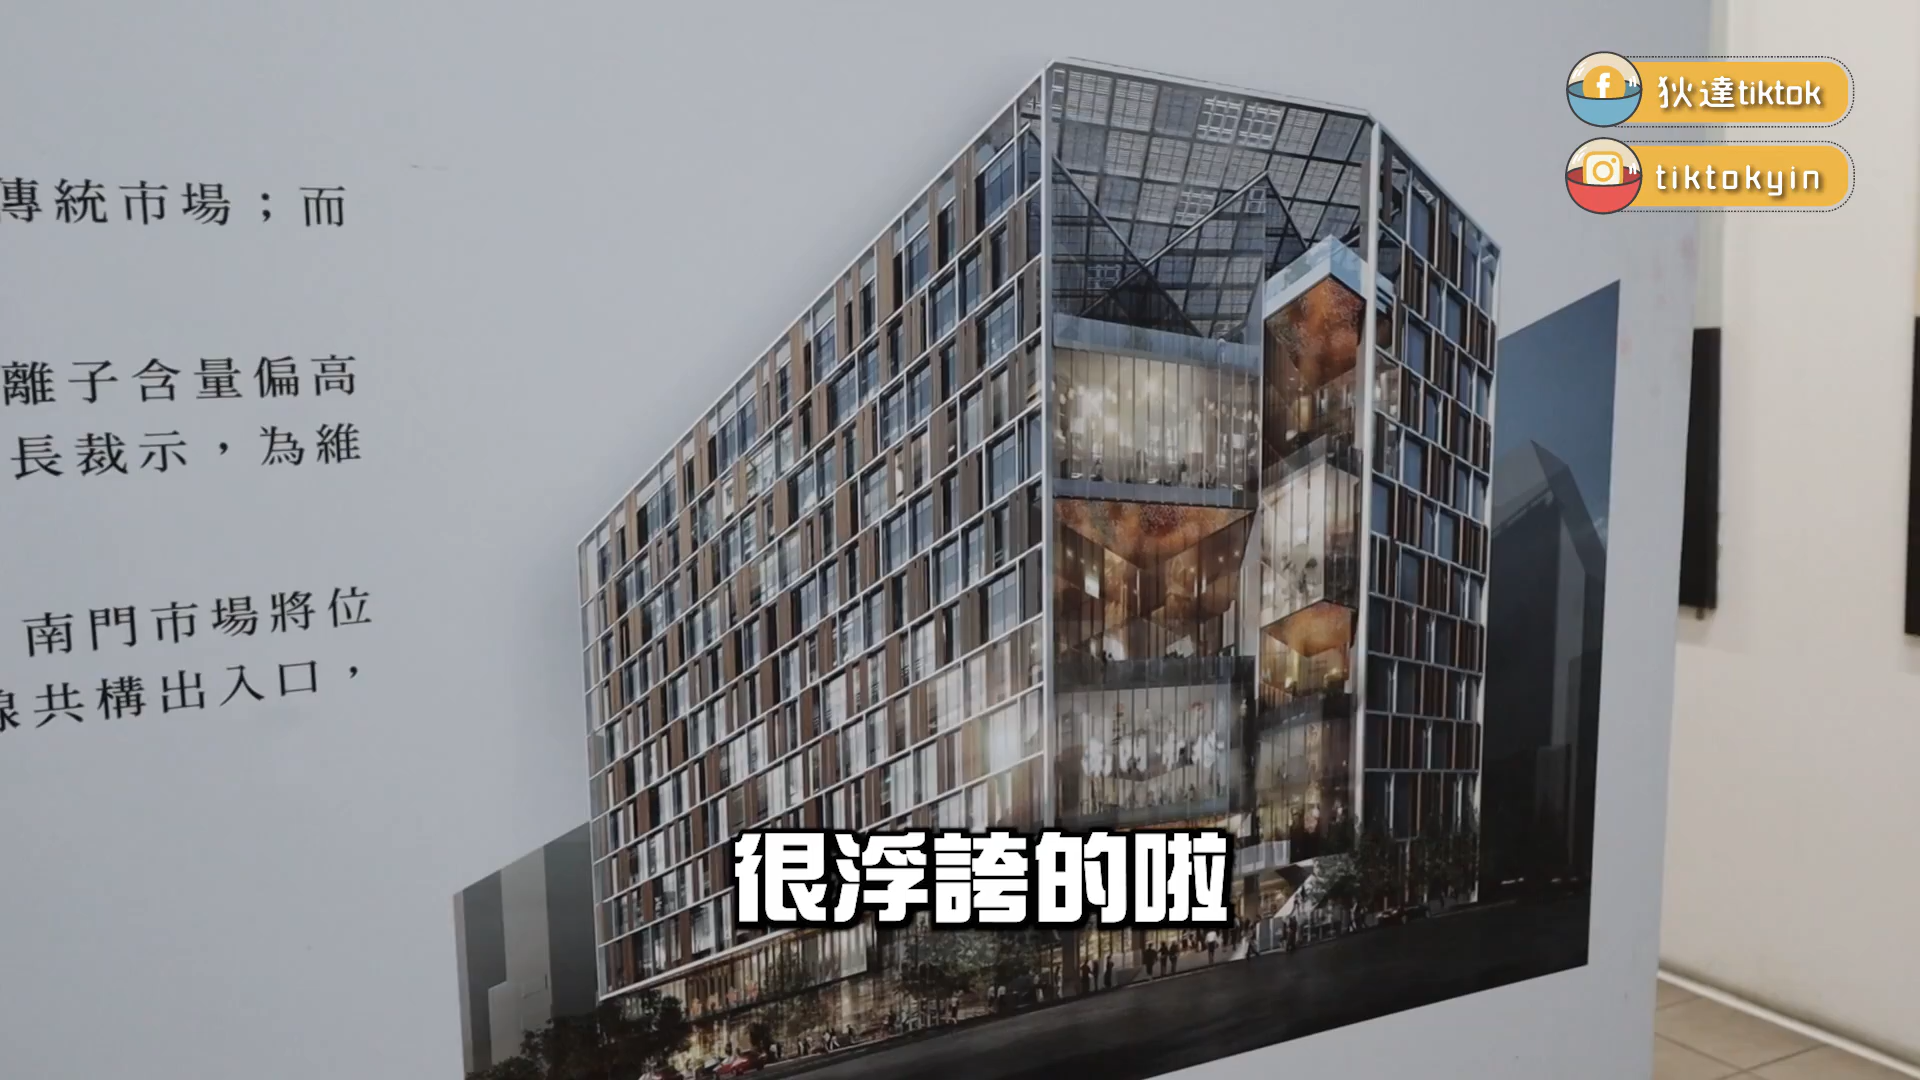 傳統市場；而
離子含量偏高
長裁示，為維
南門市場將位
線共構出入口，
狄達tiktok
tiktokyin
很浮誇的啦